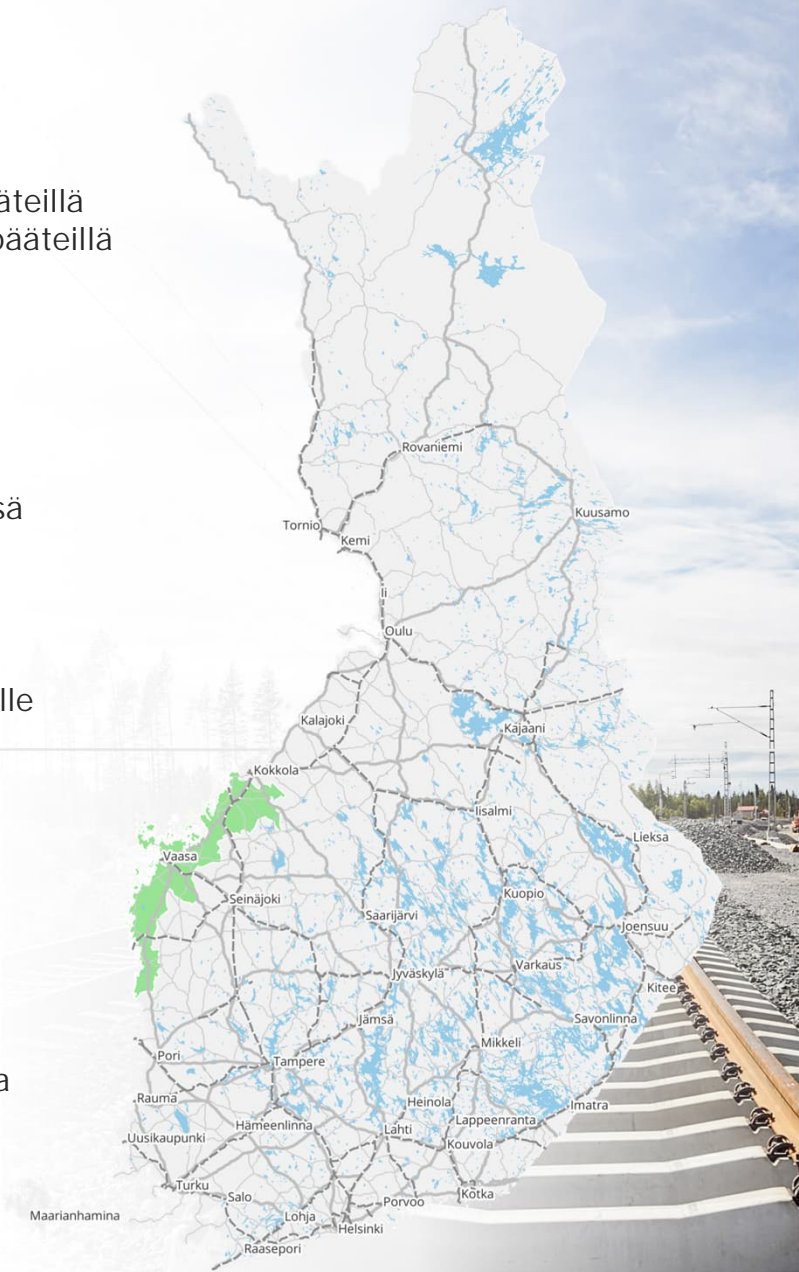 äteillä
pääteillä
sä
lle
a
Rovaniemi
Kuusamo
Tornio
Kemi
Ii
Oulu
Kalajoki
Kajaani
Kokkola
Iisalmi
Lieksa
Vaasa
Kuopio
Seinäjoki
Saarijärvi
Joensuu
Varkaus
Jyväskylä
Kitee
Savonlinna
Jämsä
Mikkeli
Pori
Tampere
Rauma
Heinola
Imatra
Hämeenlinna
Lappeenranta
Uusikaupunki
Lahti
Kouvola
Turku
Salo
Kotka
Porvoo
Maarianhamina
Lohja
Helsinki
Raasepori